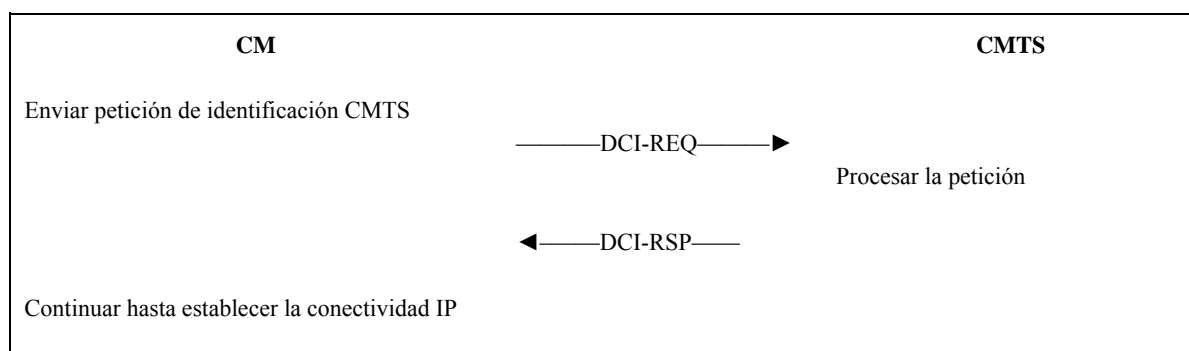 CM CMTS
Enviar petición de identificación CMTS
DCI-REQ
Procesar la petición
DCI-RSP
Continuar hasta establecer la conectividad IP